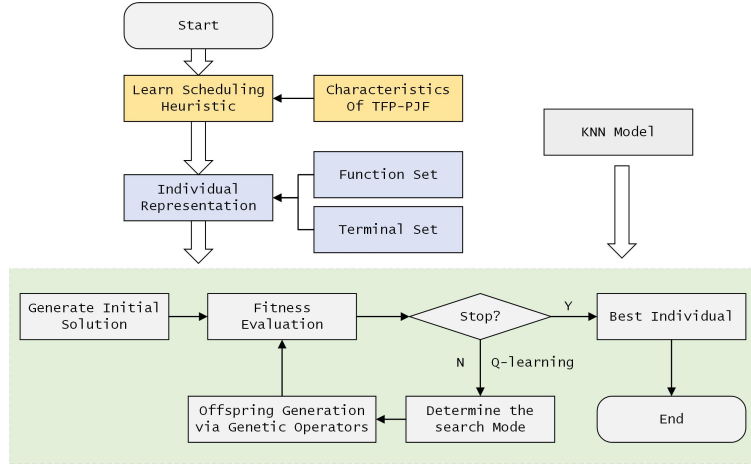 Start
Learn Scheduling
Heuristic
Characteristics
Of TFP-PJF
KNN Model
Individual
Representation
Function Set
Terminal Set
Generate Initial
Solution
Fitness
Evaluation
Stop?
Y
Best Individual
N
Q-learning
Offspring Generation
via Genetic Operators
Determine the
search Mode
End